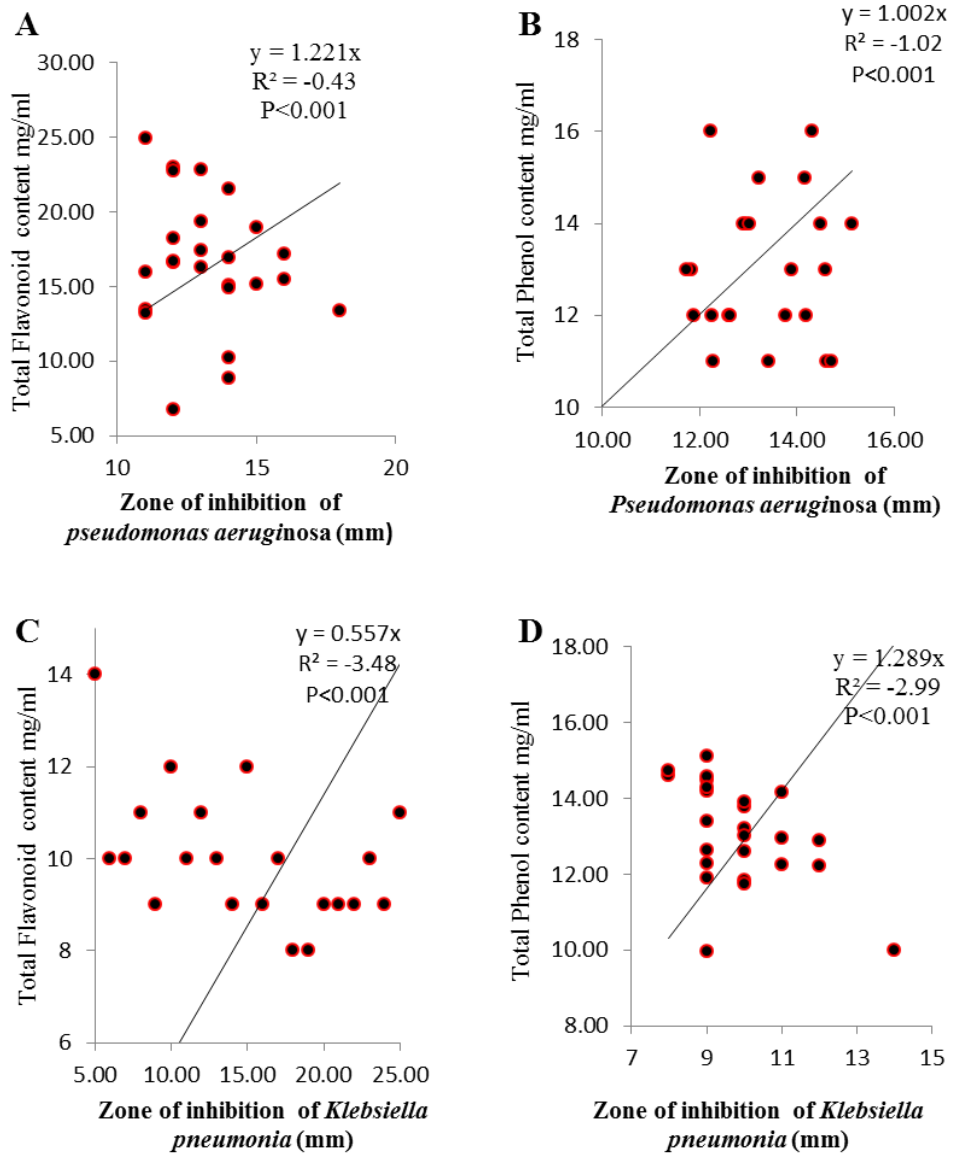 A
y = 1.221x
R² = -0.43
P<0.001
Total Flavonoid content mg/ml
30.00
25.00
20.00
15.00
10.00
5.00
10 15 20
Zone of inhibition of
pseudomonas aeruginosa (mm)
B
y = 1.002x
R² = -1.02
P<0.001
Total Phenol content mg/ml
18
16
14
12
10
10.00 12.00 14.00 16.00
Zone of inhibition of
Pseudomonas aeruginosa (mm)
C
y = 0.557x
R² = -3.48
P<0.001
Total Flavonoid content mg/ml
14
12
10
8
6
5.00 10.00 15.00 20.00 25.00
Zone of inhibition of Klebsiella
pneumonia (mm)
D
y = 1.289x
R² = -2.99
P<0.001
Total Phenol content mg/ml
18.00
16.00
14.00
12.00
10.00
8.00
7 9 11 13 15
Zone of inhibition of Klebsiella
pneumonia (mm)